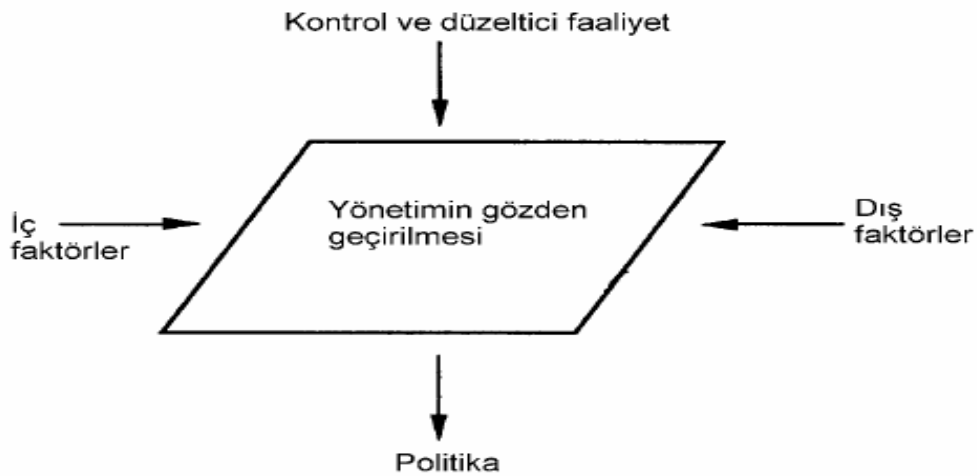 Kontrol ve düzeltici faaliyet
Yönetimin gözden
geçirilmesi
İç
faktörler
Dış
faktörler
Politika